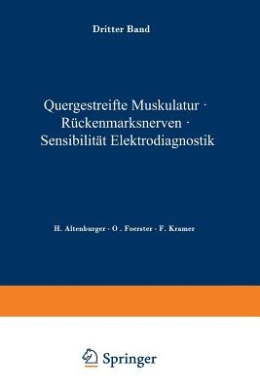 Dritter Band
Quergestreifte Muskulatur ·
Rückenmarksnerven ·
Sensibilität Elektrodiagnostik
H. Altenburger · O . Foerster · F. Kramer
Springer